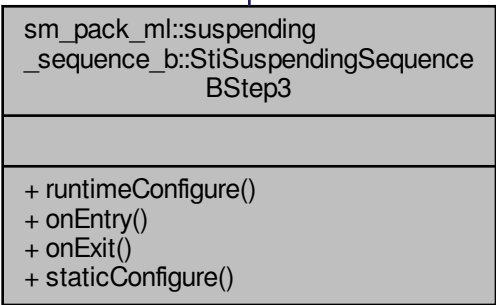 sm_pack_ml::suspending
_sequence_b::StiSuspendingSequence
BStep3
+ runtimeConfigure()
+ onEntry()
+ onExit()
+ staticConfigure()